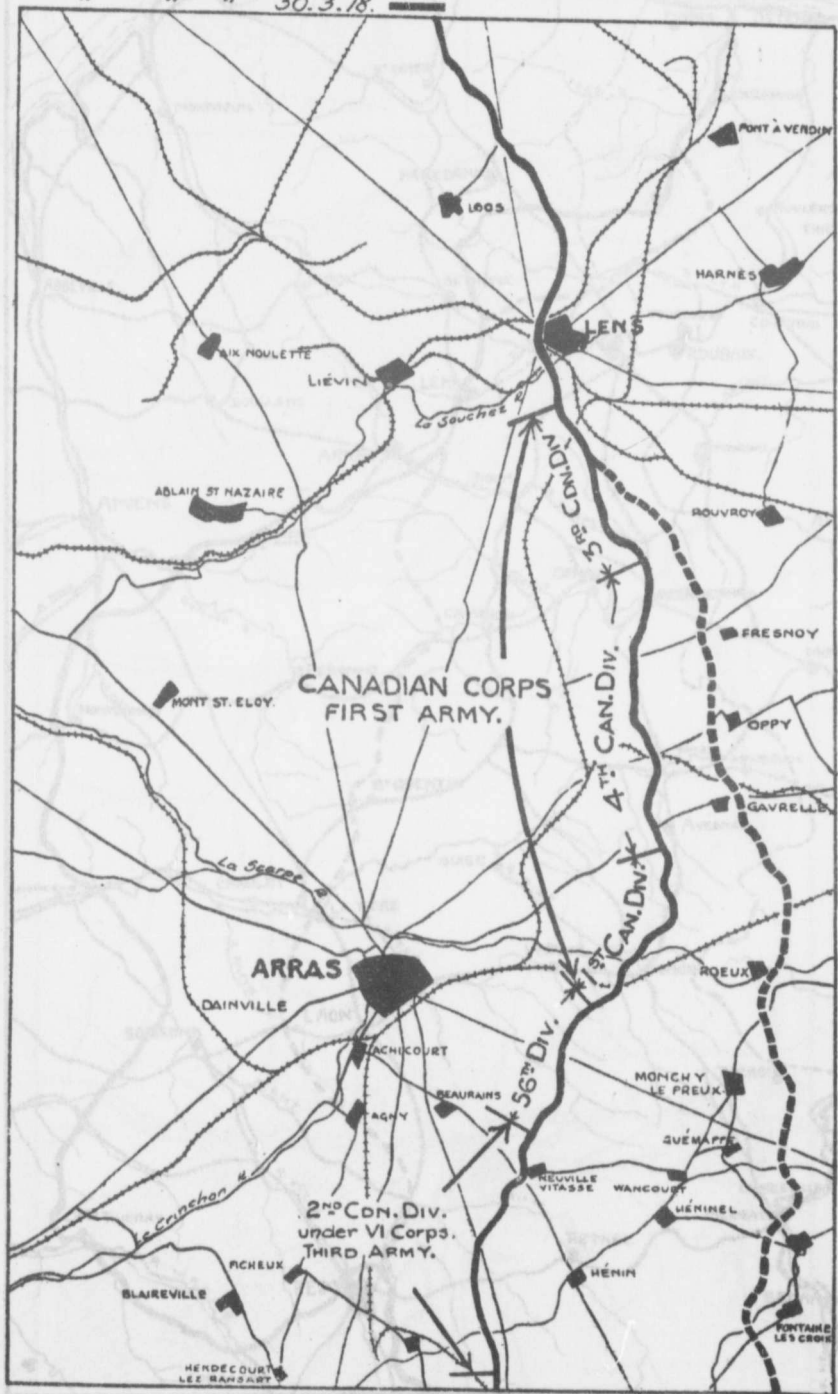 " " " 30.3.18.
PONT À VENDIN
LOOS
HARNES
LENS
AIX NOULETTE
LIÉVIN
La Souchez R.
3RD CDN. DIV.
ABLAIN ST NAZAIRE
ROUVROY
FRESNOY
CANADIAN CORPS
FIRST ARMY.
MONT ST. ELOY.
4TH CAN. DIV.
OPPY
GAVRELLE
La Scarpe R.
1ST CAN. DIV.
ARRAS
ROEUX
DAINVILLE
ACHICOURT
56TH DIV.
MONCHY
LE PREUX
BEAURAINS
AGNY
GUÉMAPPE
NEUVILLE
VITASSE
WANCOURT
HÉNINEL
Le Crinchon R.
2ND CDN. DIV.
under VI Corps.
THIRD ARMY.
FICHEUX
HÉNIN
BLAIREVILLE
FONTAINE
LES CROIX
HENDECOURT
LEZ RANSART